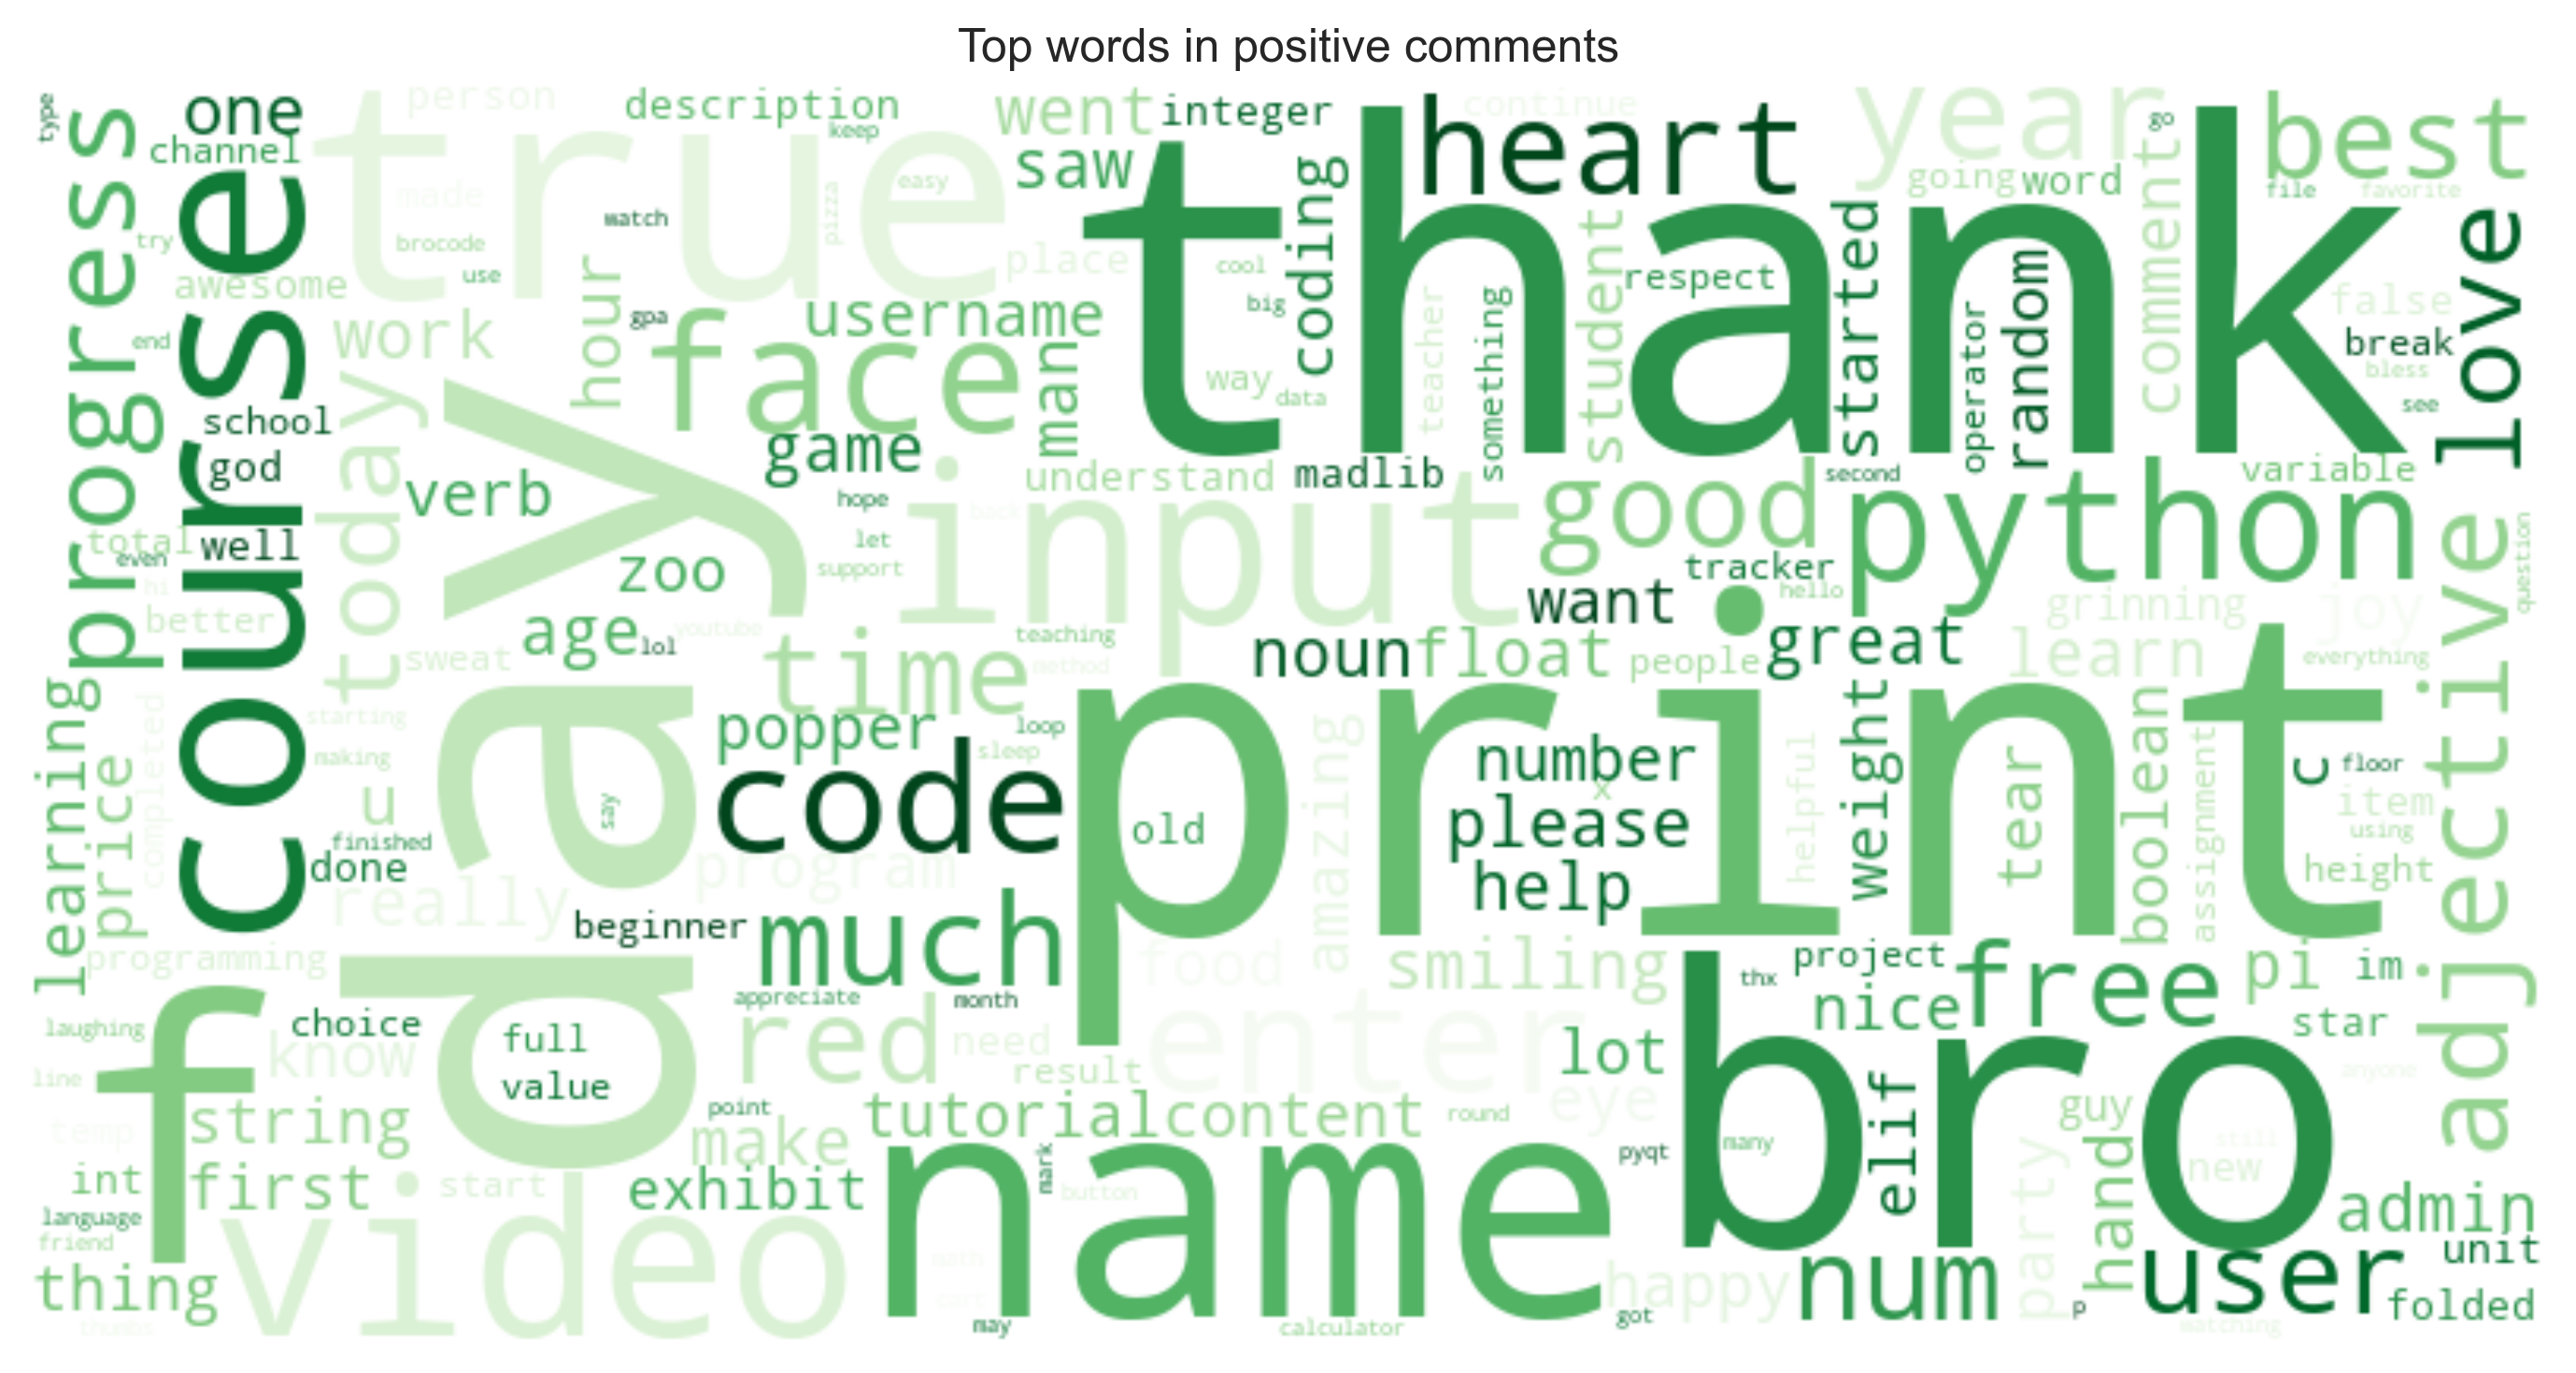 Top words in positive comments
type
progress
one
channel
course
true
person
description
keep
went
integer
saw
thank
heart
continue
year
go
best
going
word
file
favorite
comment
love
made
watch
pizza
easy
try
brocode
use
awesome
place
cool
coding
big
student
respect
started
random
operator
something
teacher
false
break
bless
see
end
work
hour
gpa
face
username
man
way
data
today
school
god
well
total
even
hi
better
verb
day
game
hope
let
support
zoo
age
lol
youtube
sweat
understand
madlib
input
back
good
second
python
variable
question
tracker
hello
want
great
grinning
joy
learn
everything
adjective
noun
float
people
time
teaching
method
popper
loop
sleep
code
print
old
amazing
number
x
please
help
helpful
weight
tear
boolean
assignment
c
floor
item
using
height
learning
price
completed
starting
making
u
say
finished
done
really
program
beginner
much
food
smiling
project
thx
free
nice
pi
im
star
programming
laughing
f
choice
know
full
value
appreciate
month
red
need
result
enter
lot
eye
bro
elif
many
guy
hand
still
new
anyone
line
temp
string
int
first
language
friend
thing
thumbs
start
video
point
make
tutorialcontent
round
exhibit
name
mark
button
math
pyqt
party
admin
unit
user
folded
num
happy
may
calculator
got
p
watching